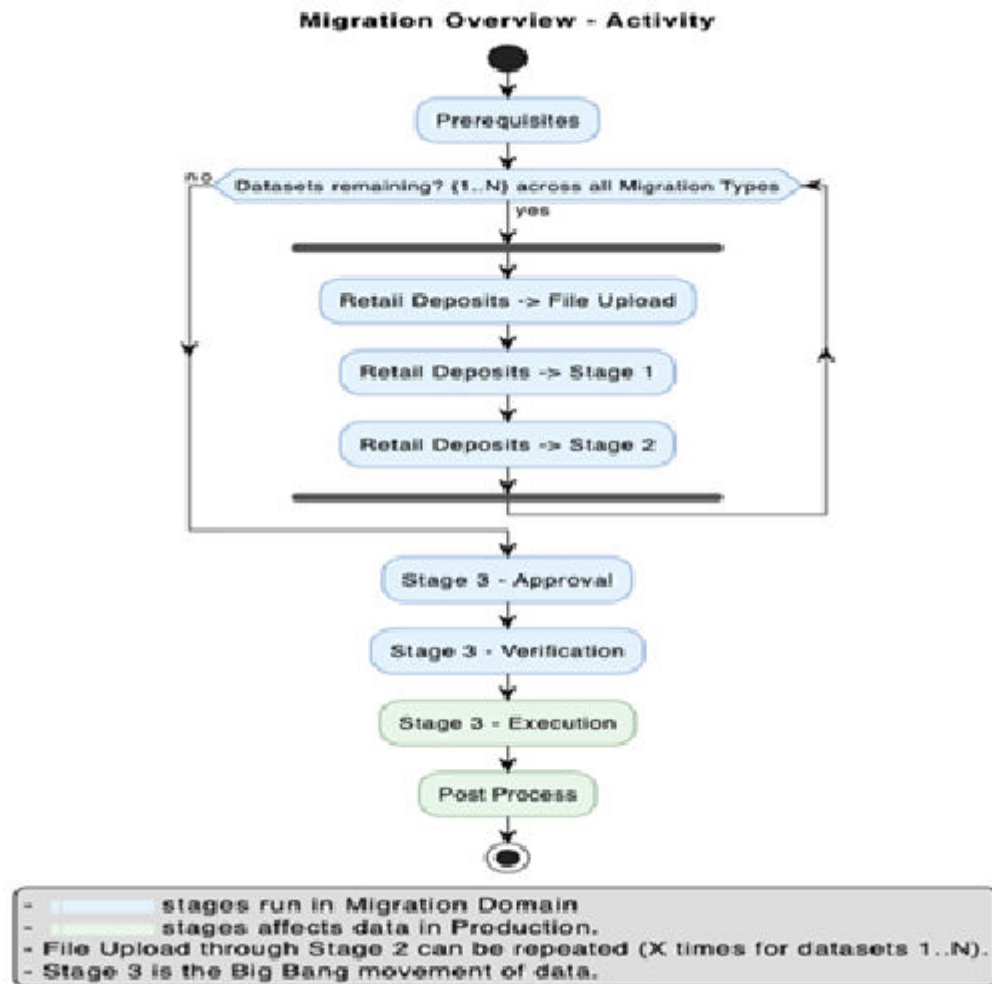 Migration Overview - Activity
Prerequisites
no
Datasets remaining? (1..N) across all Migration Types
yes
Retail Deposits -> File Upload
Retail Deposits -> Stage 1
Retail Deposits -> Stage 2
Stage 3 - Approval
Stage 3 - Verification
Stage 3 - Execution
Post Process
- stages run in Migration Domain
- stages affects data in Production.
- File Upload through Stage 2 can be repeated (X times for datasets 1..N).
- Stage 3 is the Big Bang movement of data.